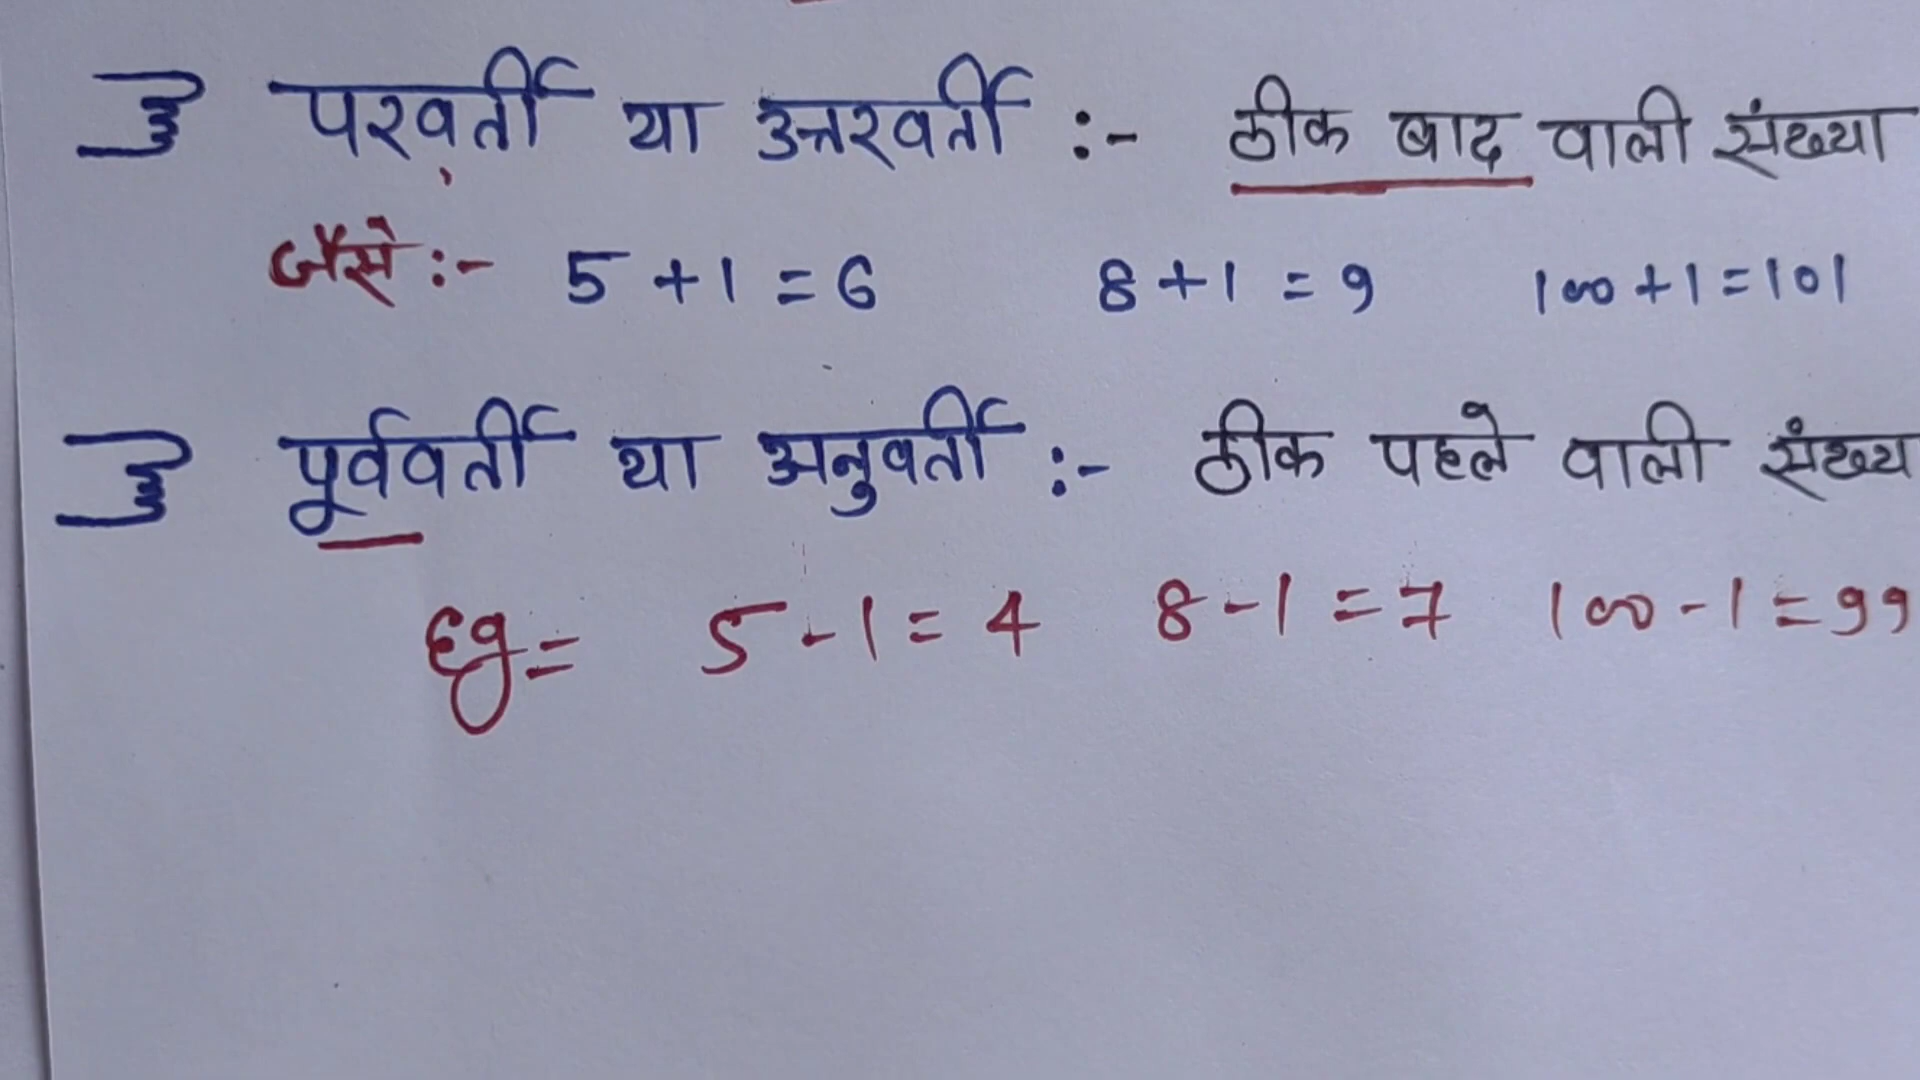 परवर्ती या उत्तरवर्ती :- ठीक बाद वाली संख्या
जैसे :- 5 + 1 = 6 8 + 1 = 9 100 + 1 = 101
पूर्ववर्ती या अनुवर्ती :- ठीक पहले वाली संख्य
eg = 5 - 1 = 4 8 - 1 = 7 100 - 1 = 99